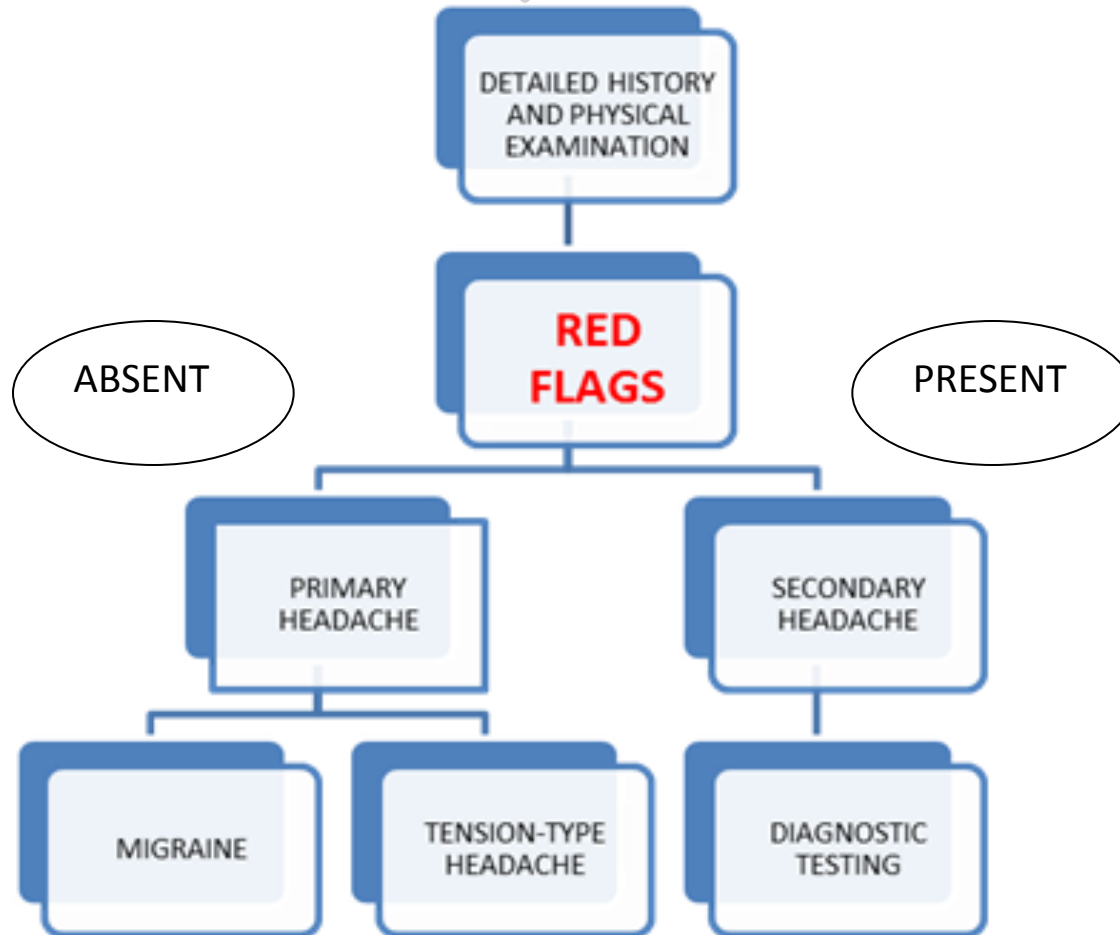 DETAILED HISTORY
AND PHYSICAL
EXAMINATION
RED
FLAGS
ABSENT
PRESENT
PRIMARY
HEADACHE
SECONDARY
HEADACHE
MIGRAINE
TENSION-TYPE
HEADACHE
DIAGNOSTIC
TESTING